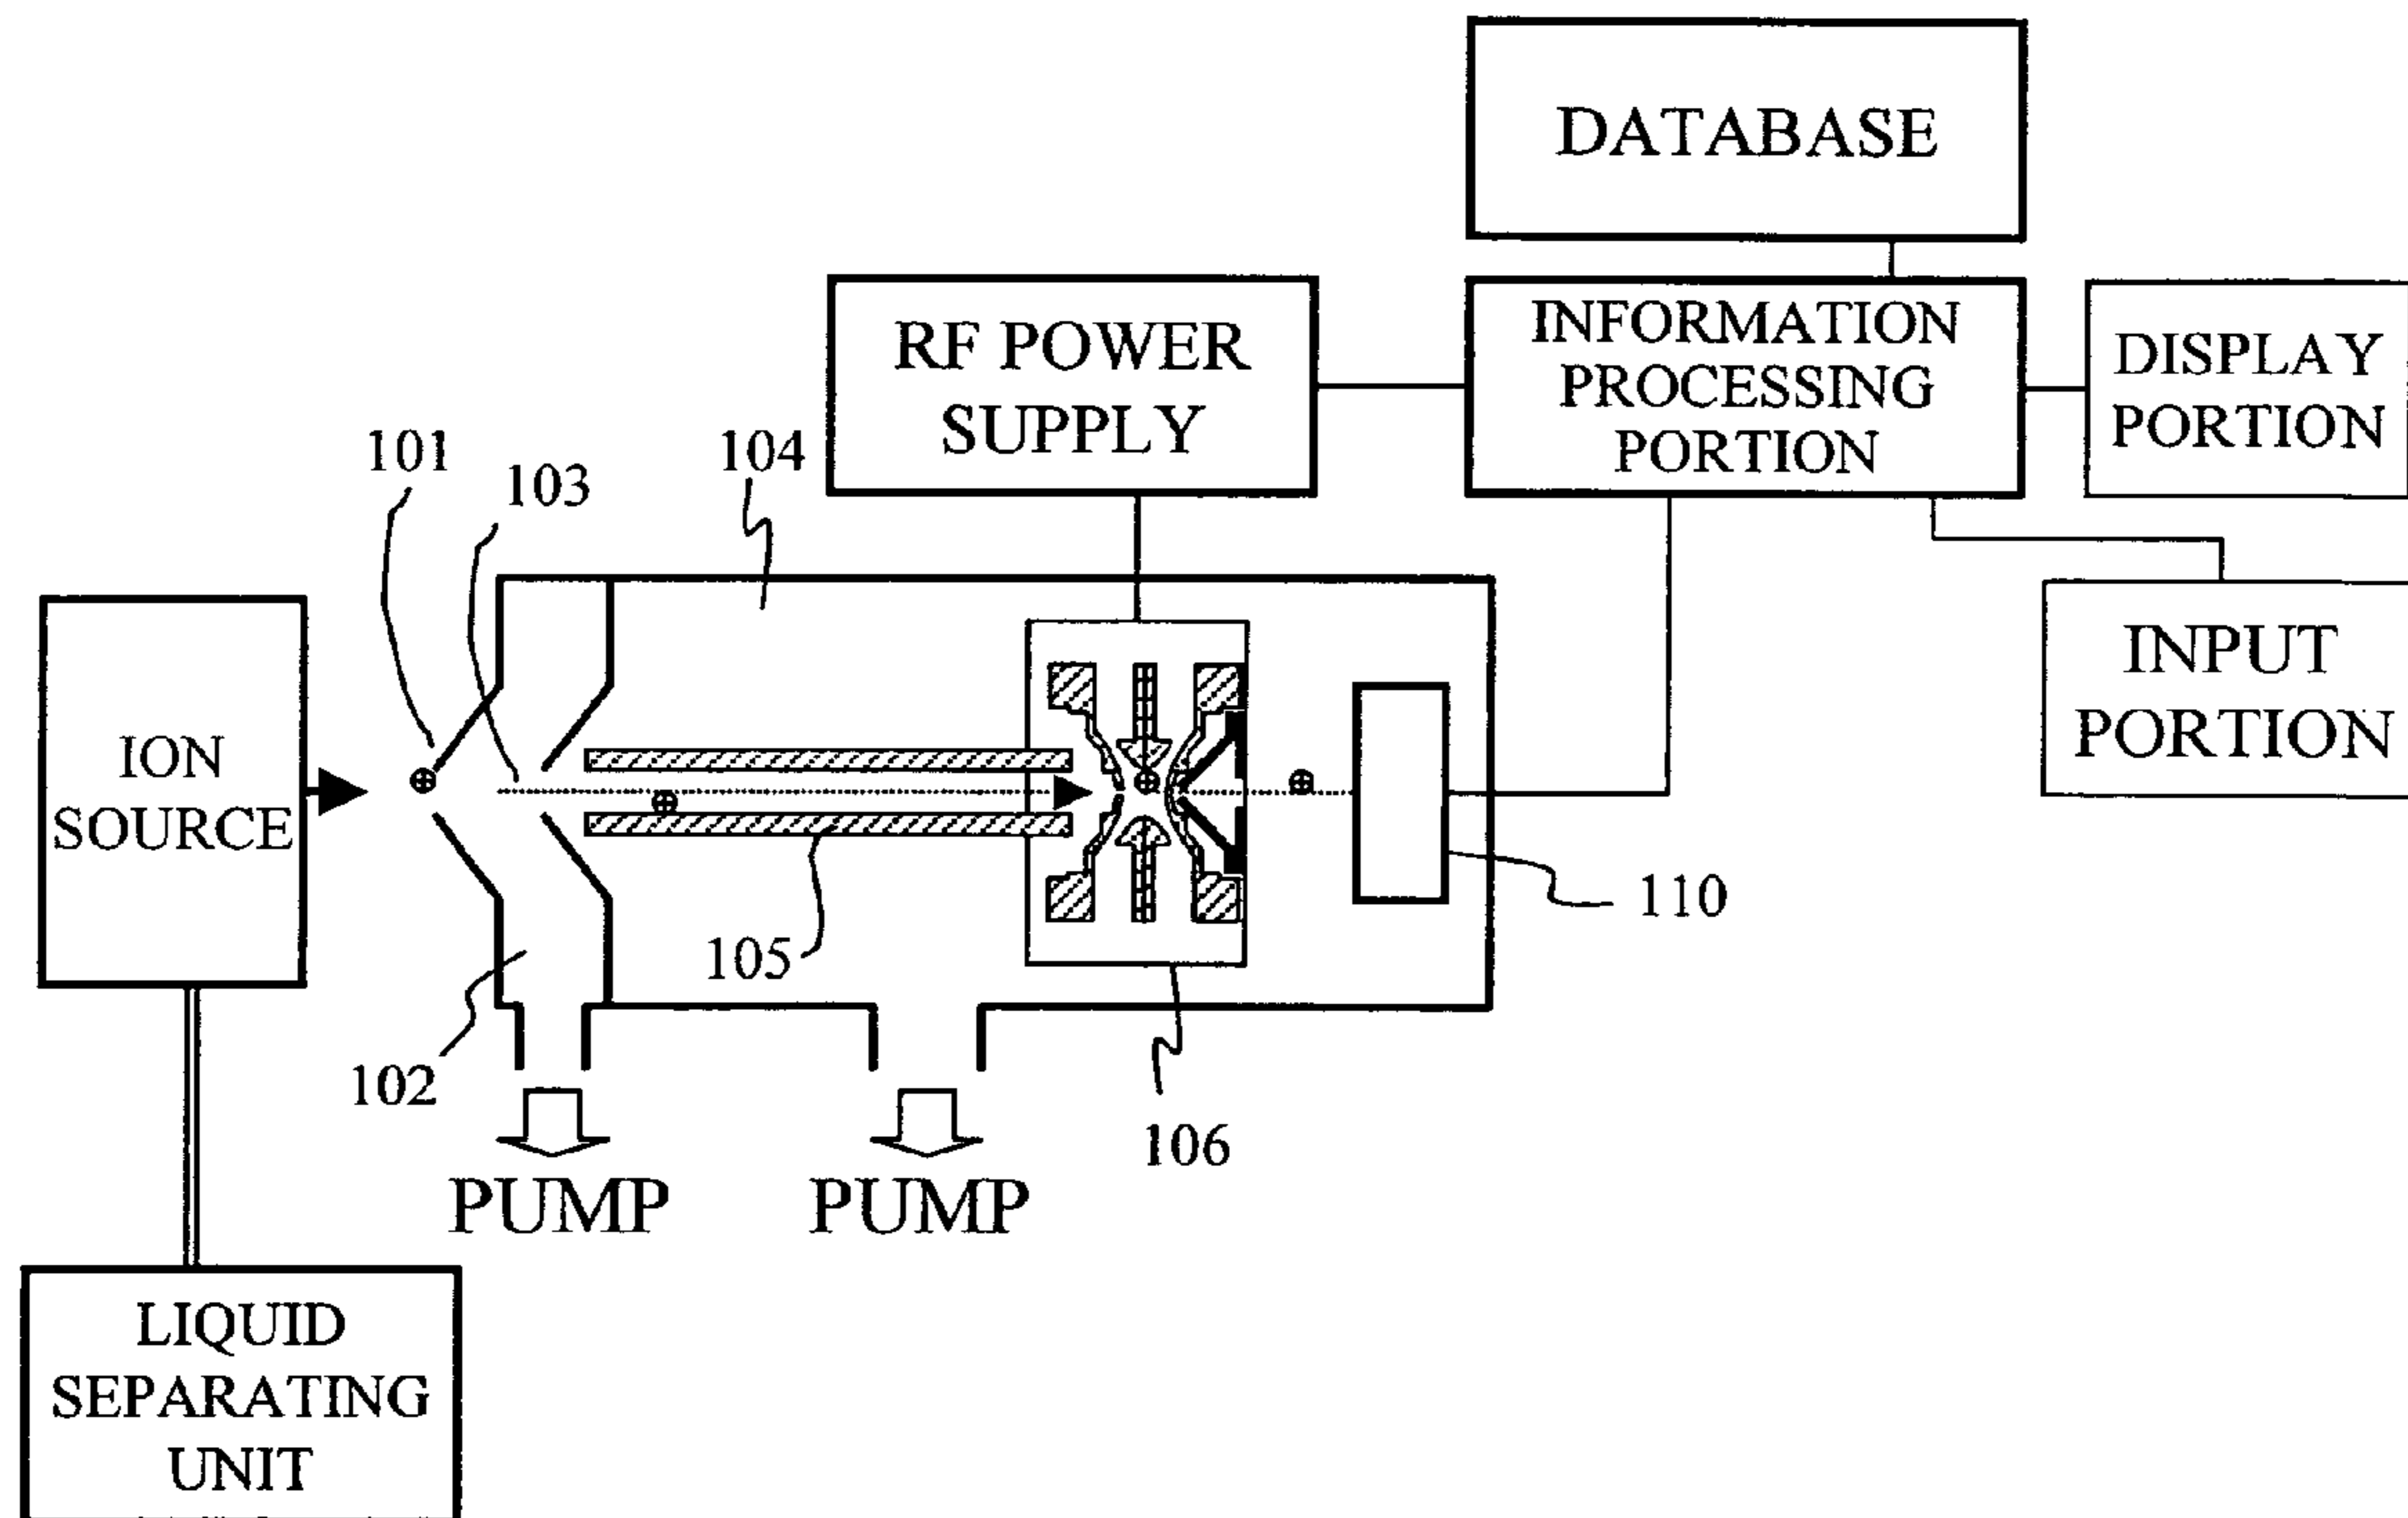 DATABASE
RF POWER
SUPPLY
INFORMATION
PROCESSING
PORTION
DISPLAY
PORTION
101
103
104
INPUT
PORTION
ION
SOURCE
105
110
102
106
PUMP
PUMP
LIQUID
SEPARATING
UNIT